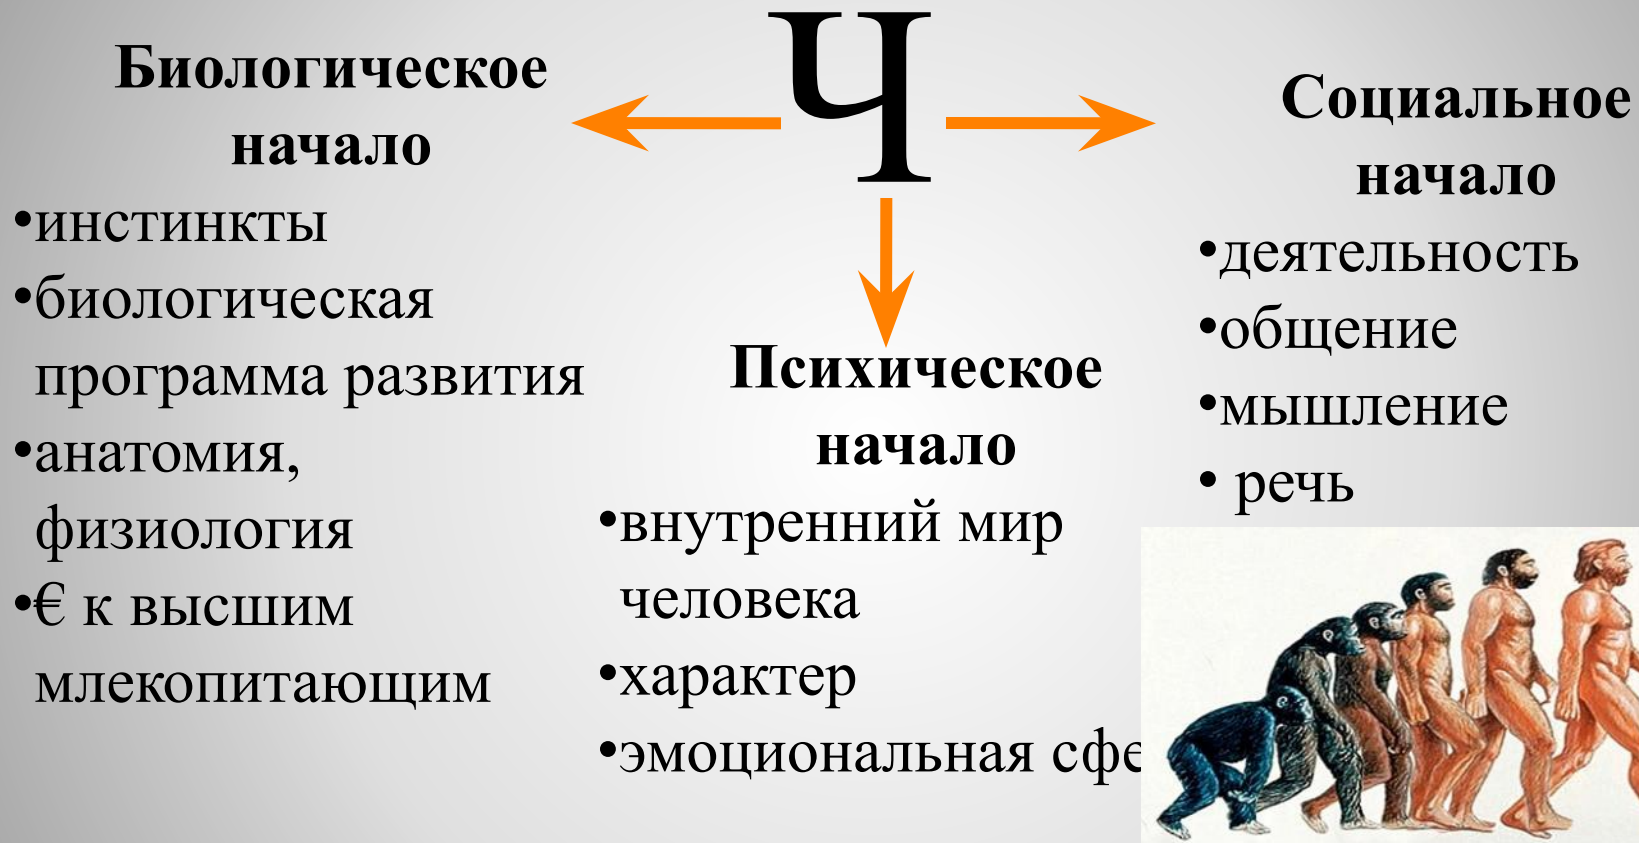 Ч
Биологическое
начало
•инстинкты
•биологическая
программа развития
•анатомия,
физиология
•€ к высшим
млекопитающим
Психическое
начало
•внутренний мир
человека
•характер
•эмоциональная сфе
Социальное
начало
•деятельность
•общение
•мышление
• речь